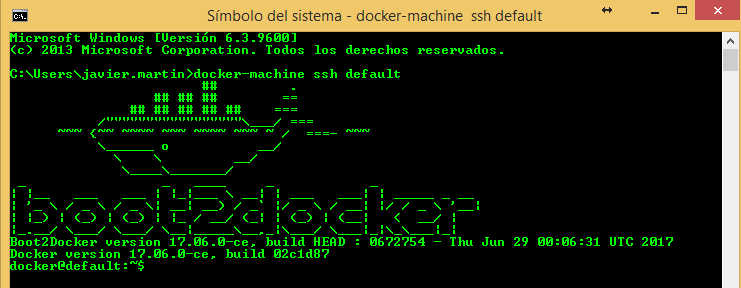 Símbolo del sistema - docker-machine  ssh default
Microsoft Windows [Versión 6.3.9600]
(c) 2013 Microsoft Corporation. Todos los derechos reservados.
C:\Users\javier.martin>docker-machine ssh default
boot2docker
Boot2Docker version 17.06.0-ce, build HEAD : 0672754 - Thu Jun 29 00:06:31 UTC 2017
Docker version 17.06.0-ce, build 02c1d87
docker@default:~$